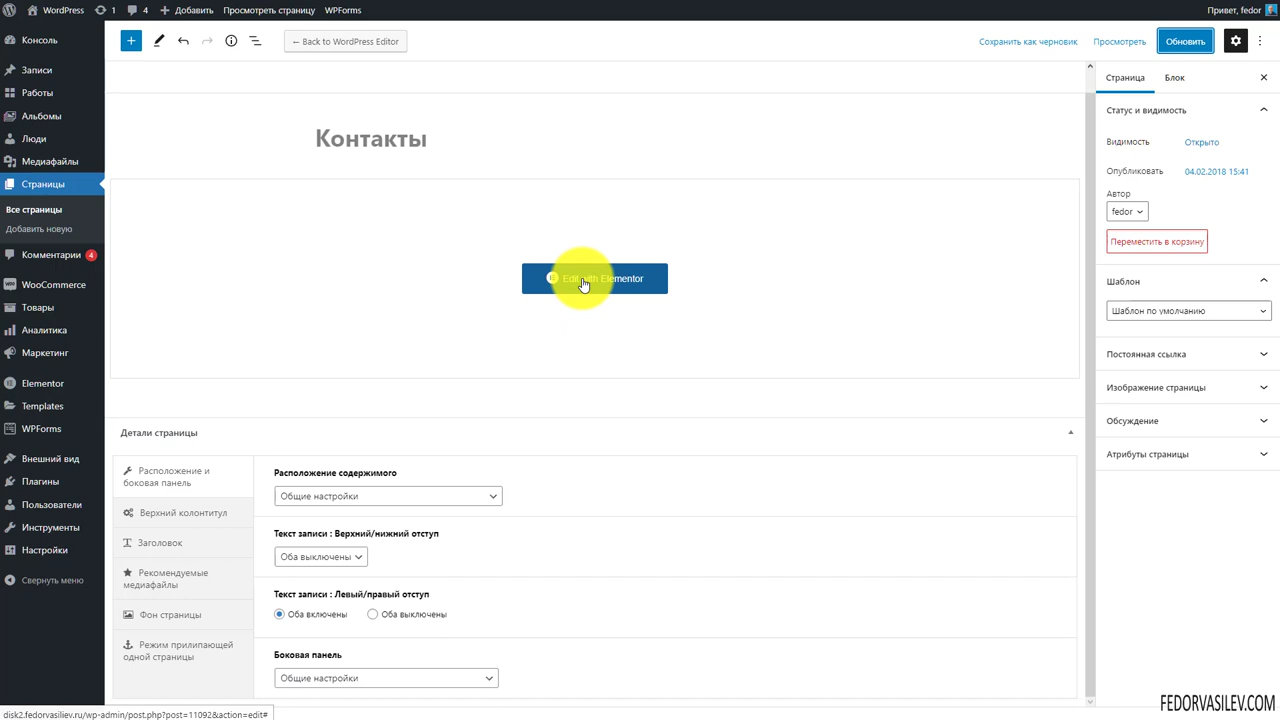 WordPress
1
4
Добавить
Просмотреть страницу
WPForms
Привет, fedor
Консоль
Записи
Работы
Альбомы
Люди
Медиафайлы
Страницы
Все страницы
Добавить новую
Комментарии 4
WooCommerce
Товары
Аналитика
Маркетинг
Elementor
Templates
WPForms
Внешний вид
Плагины
Пользователи
Инструменты
Настройки
Свернуть меню
← Back to WordPress Editor
Сохранить как черновик
Просмотреть
Обновить
Контакты
Edit with Elementor
Детали страницы
Расположение и
боковая панель
Верхний колонтитул
Заголовок
Рекомендуемые
медиафайлы
Фон страницы
Режим прилипающей
одной страницы
Расположение содержимого
Общие настройки
Текст записи : Верхний/нижний отступ
Оба выключены
Текст записи : Левый/правый отступ
Оба включены
Оба выключены
Боковая панель
Общие настройки
Страница
Блок
Статус и видимость
Видимость
Открыто
Опубликовать
04.02.2018 15:41
Автор
fedor
Переместить в корзину
Шаблон
Шаблон по умолчанию
Постоянная ссылка
Изображение страницы
Обсуждение
Атрибуты страницы
disk2.fedorvasiliev.ru/wp-admin/post.php?post=11092&action=edit#
FEDORVASILEV.COM